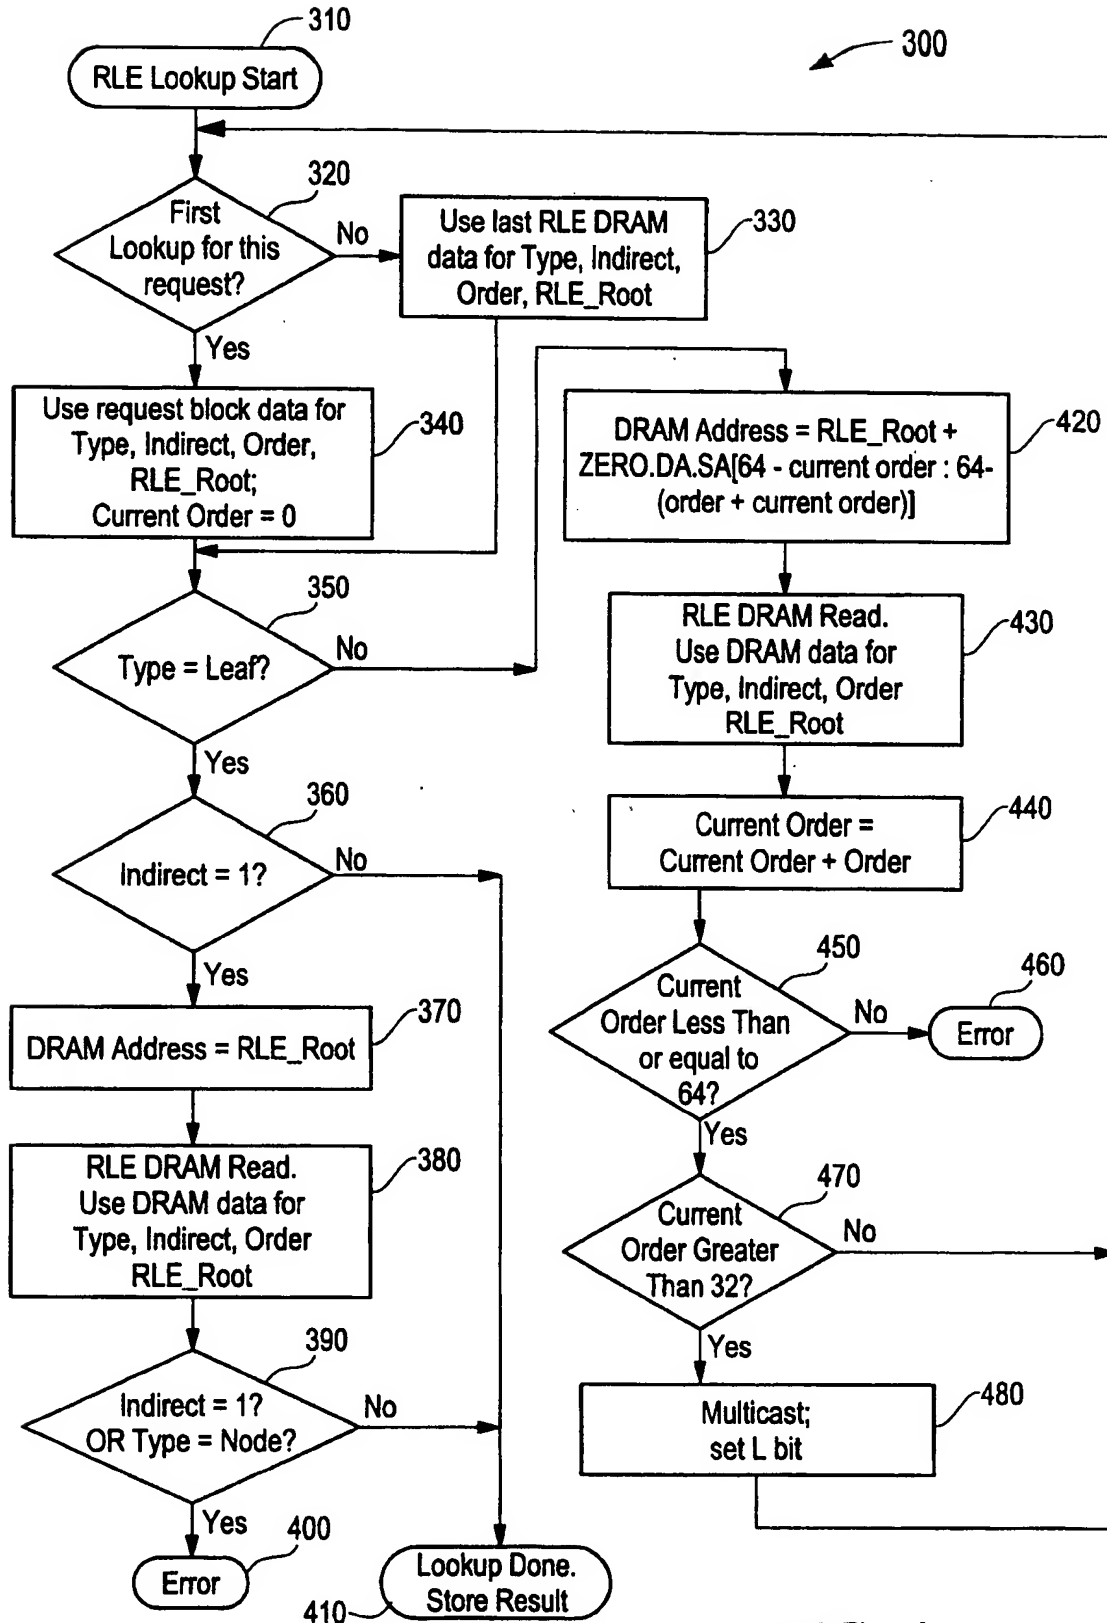 310
300
RLE Lookup Start
320
First
Lookup for this
request?
No
Yes
Use last RLE DRAM
data for Type, Indirect,
Order, RLE_Root
330
Use request block data for
Type, Indirect, Order,
RLE_Root;
Current Order = 0
340
DRAM Address = RLE_Root +
ZERO.DA.SA[64 - current order : 64-
(order + current order)]
420
350
Type = Leaf?
No
Yes
RLE DRAM Read.
Use DRAM data for
Type, Indirect, Order
RLE_Root
430
360
Indirect = 1?
No
Yes
Current Order =
Current Order + Order
440
370
DRAM Address = RLE_Root
450
Current
Order Less Than
or equal to
64?
No
Yes
460
Error
RLE DRAM Read.
Use DRAM data for
Type, Indirect, Order
RLE_Root
380
470
Current
Order Greater
Than 32?
No
Yes
390
Indirect = 1?
OR Type = Node?
No
Yes
Multicast;
set L bit
480
400
Error
Lookup Done.
Store Result
410